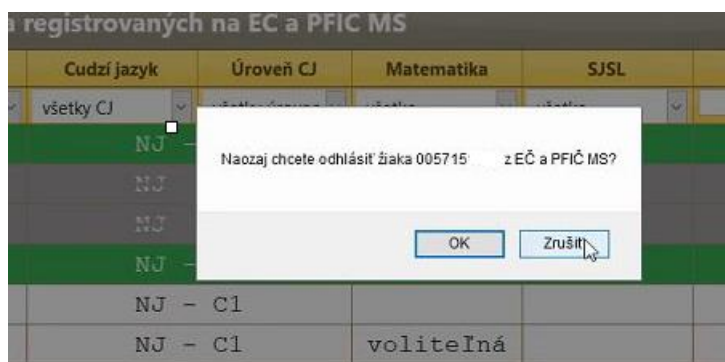 registrovaných na EC a PFIC MS
Cudzí jazyk Úroveň CJ Matematika SJSL
všetky CJ
NJ -
Naozaj chcete odhlásiť žiaka 005715 z EČ a PFIČ MS?
NJ
NJ
OK Zrušiť
NJ -
NJ - C1
NJ - C1 voliteľná